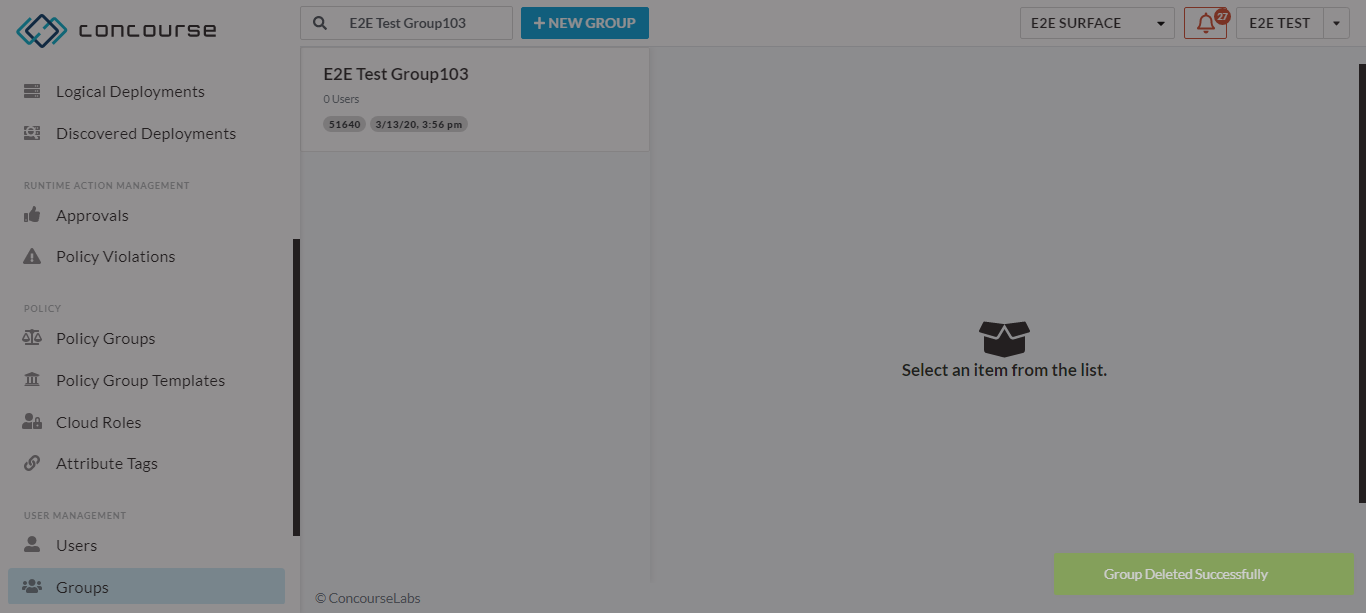 concourse
E2E Test Group103
+ NEW GROUP
E2E SURFACE
27
E2E TEST
Logical Deployments
Discovered Deployments
RUNTIME ACTION MANAGEMENT
Approvals
Policy Violations
POLICY
Policy Groups
Policy Group Templates
Cloud Roles
Attribute Tags
USER MANAGEMENT
Users
Groups
E2E Test Group103
0 Users
51640 3/13/20, 3:56 pm
Select an item from the list.
Group Deleted Successfully
© ConcourseLabs